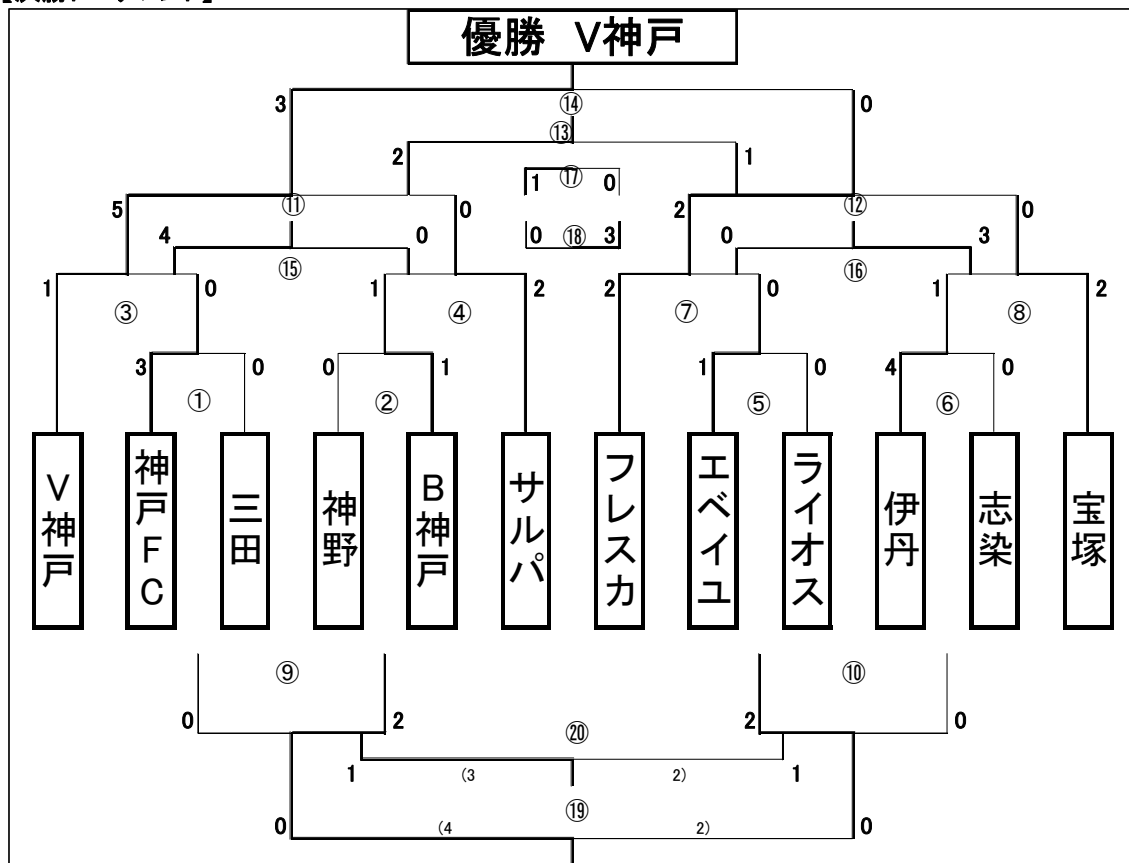 優勝　V神戸
3 ⑭ 0
⑬
2 1
1 ⑰ 0
5 ⑪ 0 2 ⑫ 0
4 0 0 ⑱ 3 0 3
⑮ ⑯
1 0 1 2 2 0 1 2
③ ④ ⑦ ⑧
3 0 0 1 1 0 4 0
① ② ⑤ ⑥
V神戸
神戸FC
三田
神野
B神戸
サルパ
フレスカ
エベイユ
ライオス
伊丹
志染
宝塚
⑨ ⑩
0 2 2 0
⑳
1 (3 2) 1
⑲
0 (4 2) 0